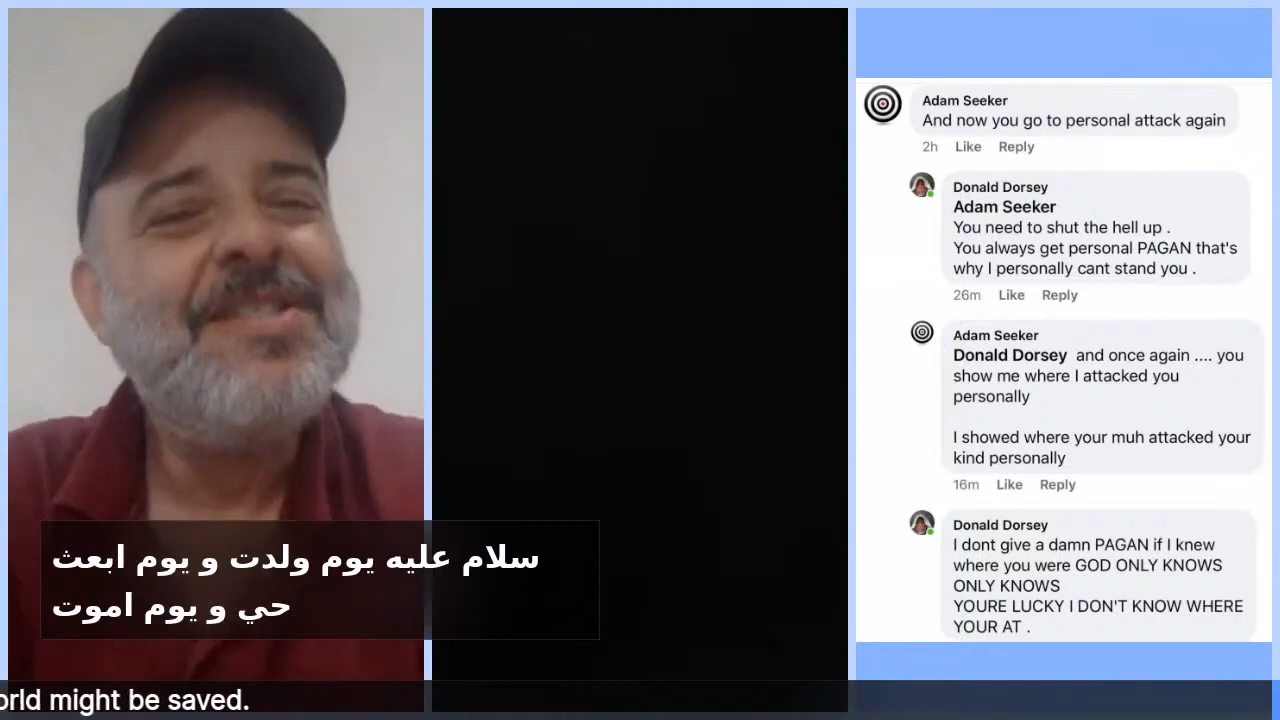 سلام عليه يوم ولدت و يوم ابعث
حي و يوم اموت
orld might be saved.
Adam Seeker
And now you go to personal attack again
2h Like Reply
Donald Dorsey
Adam Seeker
You need to shut the hell up .
You always get personal PAGAN that's
why I personally cant stand you .
26m Like Reply
Adam Seeker
Donald Dorsey and once again .... you
show me where I attacked you
personally
I showed where your muh attacked your
kind personally
16m Like Reply
Donald Dorsey
I dont give a damn PAGAN if I knew
where you were GOD ONLY KNOWS
ONLY KNOWS
YOURE LUCKY I DON'T KNOW WHERE
YOUR AT .